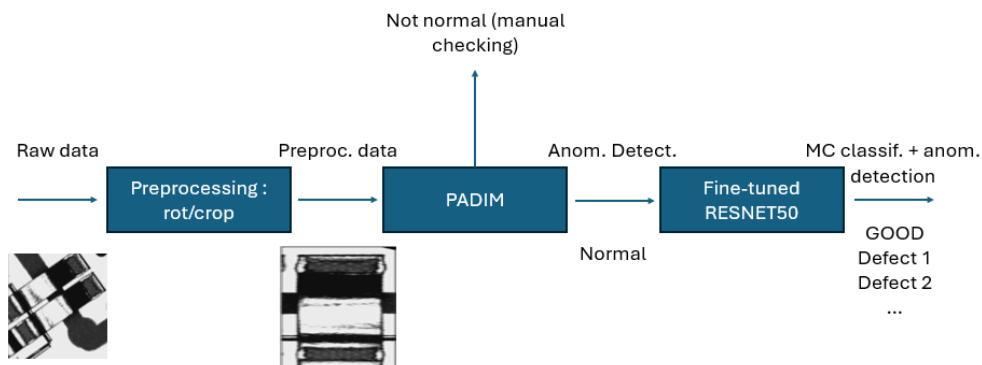 Not normal (manual
checking)
Raw data
Preproc. data
Anom. Detect.
MC classif. + anom.
detection
Preprocessing :
rot/crop
PADIM
Fine-tuned
RESNET50
Normal
GOOD
Defect 1
Defect 2
...